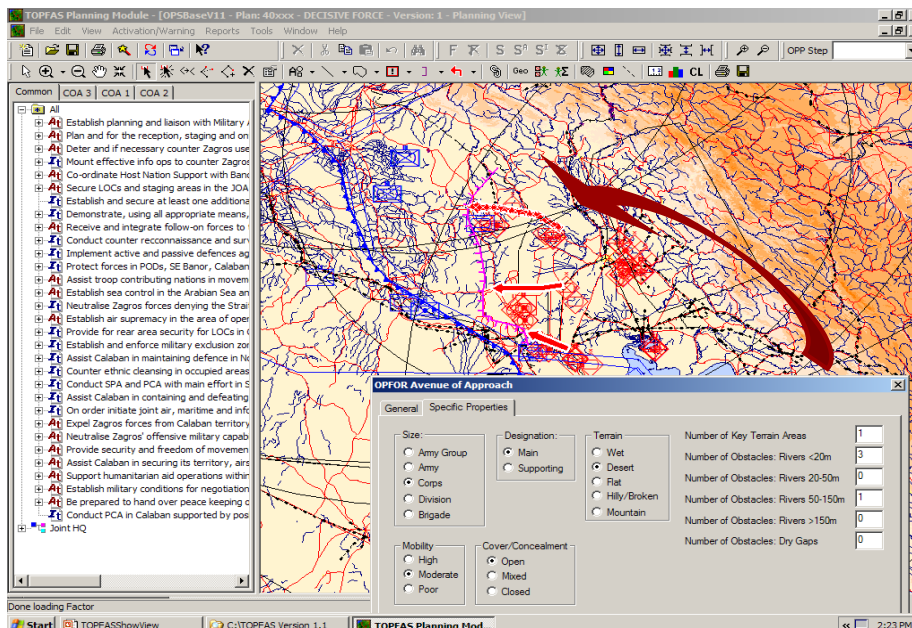 TOPFAS Planning Module - [OPSBaseV11 - Plan: 40xxx - DECISIVE FORCE - Version: 1 - Planning View]
File Edit View Activation/Warning Reports Tools Window Help
OPP Step
Geo
CL
Common COA 3 COA 1 COA 2
All
Establish planning and liaison with Military
Plan and for the reception, staging and on
Deter and if necessary counter Zagros use
Mount effective info ops to counter Zagros
Co-ordinate Host Nation Support with Banc
Secure LOCs and staging areas in the JOA
Establish and secure at least one additiona
Demonstrate, using all appropriate means,
Receive and integrate follow-on forces to
Conduct counter recconnaissance and surv
Implement active and passive defences ag
Protect forces in PODs, SE Banor, Calaban
Assist troop contributing nations in movem
Establish sea control in the Arabian Sea an
Neutralise Zagros forces denying the Strai
Establish air supremacy in the area of oper
Provide for rear area security for LOCs in C
Establish and enforce military exclusion zor
Assist Calaban in maintaining defence in No
Counter ethnic cleansing in occupied areas
Conduct SPA and PCA with main effort in S
Assist Calaban in containing and defeating
On order initiate joint air, maritime and info
Expel Zagros forces from Calaban territory
Neutralise Zagros' offensive military capab
Provide security and freedom of movemen
Assist Calaban in securing its territory, airs
Support humanitarian aid operations within
Establish military conditions for negotiation
Be prepared to hand over peace keeping o
Conduct PCA in Calaban supported by pos
Joint HQ
OPFOR Avenue of Approach
General Specific Properties
Size:
Army Group
Army
Corps
Division
Brigade
Designation:
Main
Supporting
Terrain
Wet
Desert
Flat
Hilly/Broken
Mountain
Number of Key Terrain Areas 1
Number of Obstacles: Rivers <20m 3
Number of Obstacles: Rivers 20-50m 0
Number of Obstacles: Rivers 50-150m 1
Number of Obstacles: Rivers >150m 0
Number of Obstacles: Dry Gaps 0
Mobility
High
Moderate
Poor
Cover/Concealment
Open
Mixed
Closed
Done loading Factor
Start TOPFASShowView C:\TOPFAS Version 1.1 TOPFAS Planning Mod... 2:23 PM